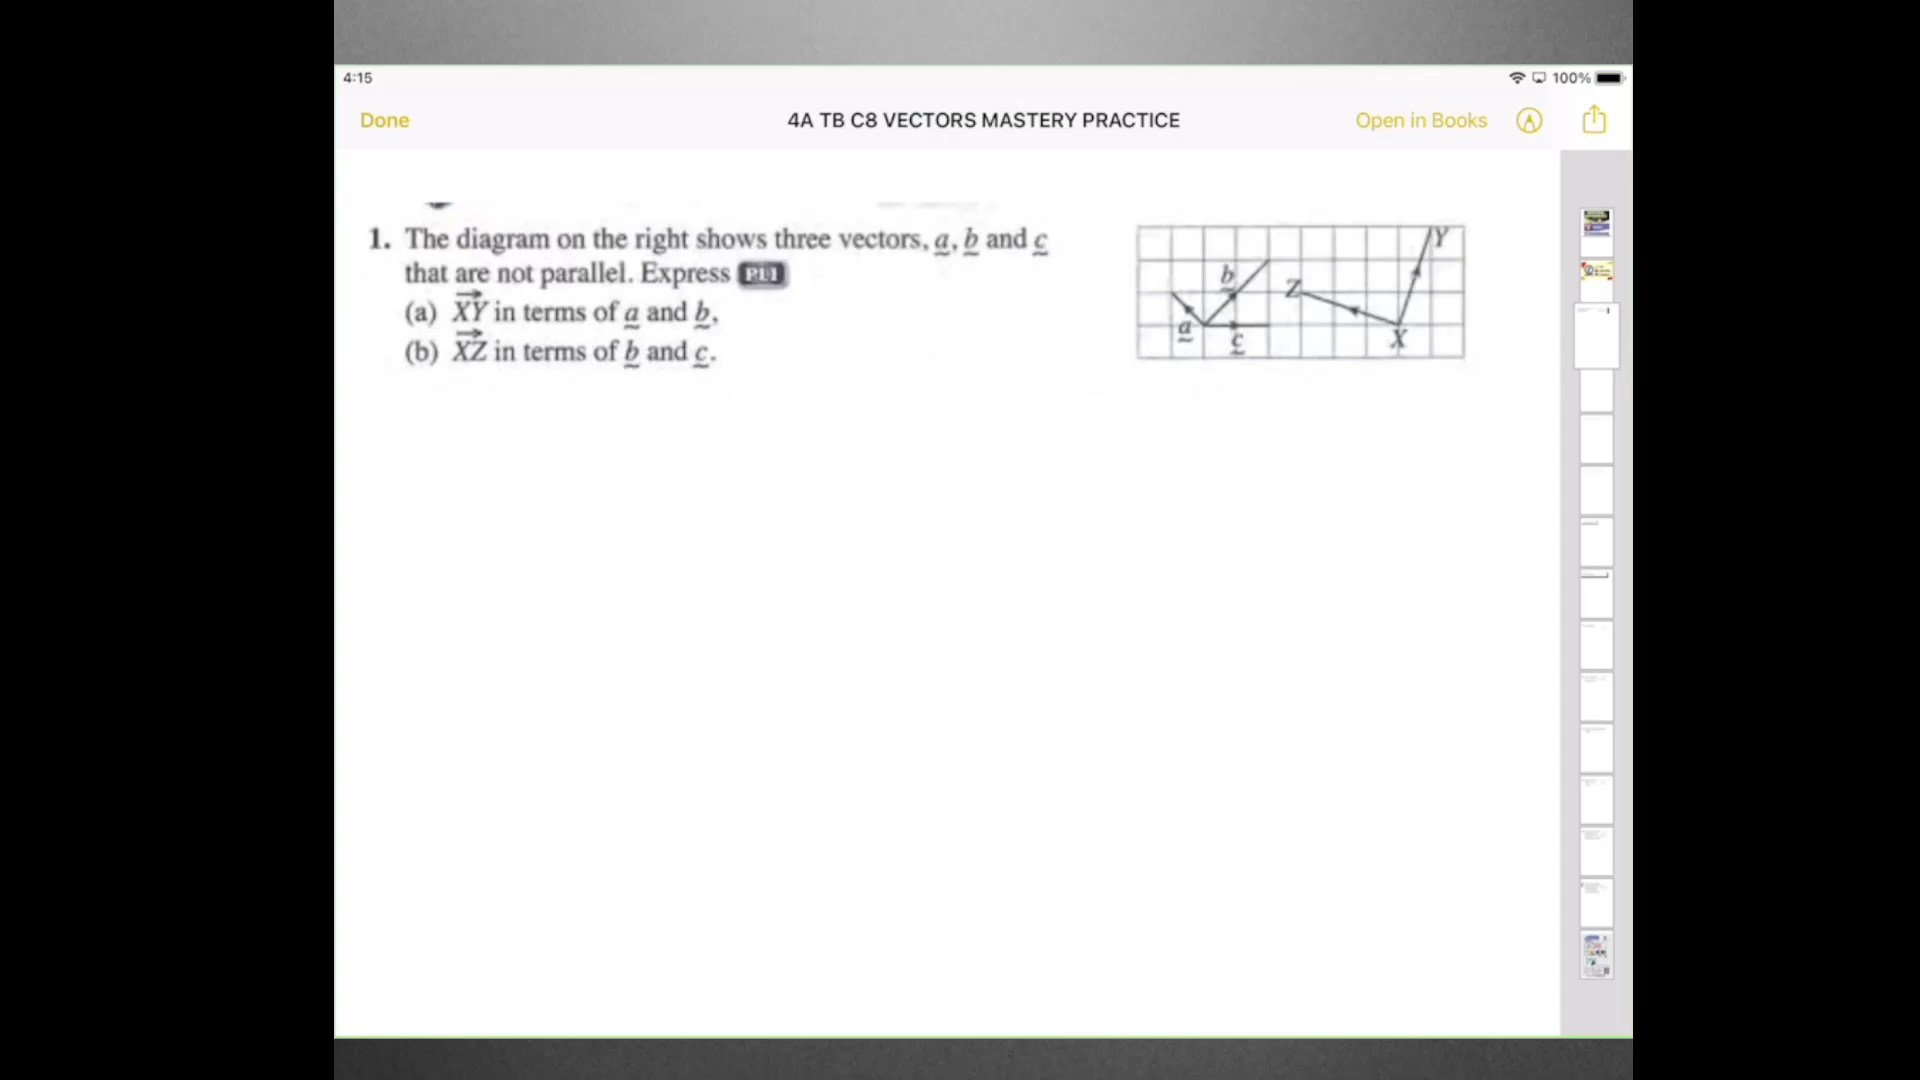 4:15
100%
Done
4A TB C8 VECTORS MASTERY PRACTICE
Open in Books
1. The diagram on the right shows three vectors, a, b and c
that are not parallel. Express
(a) XY in terms of a and b,
(b) XZ in terms of b and c.
Y
b
Z
a
c
X